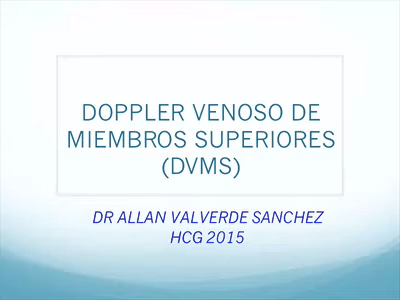 DOPPLER VENOSO DE
MIEMBROS SUPERIORES
(DVMS)
DR ALLAN VALVERDE SANCHEZ
HCG 2015